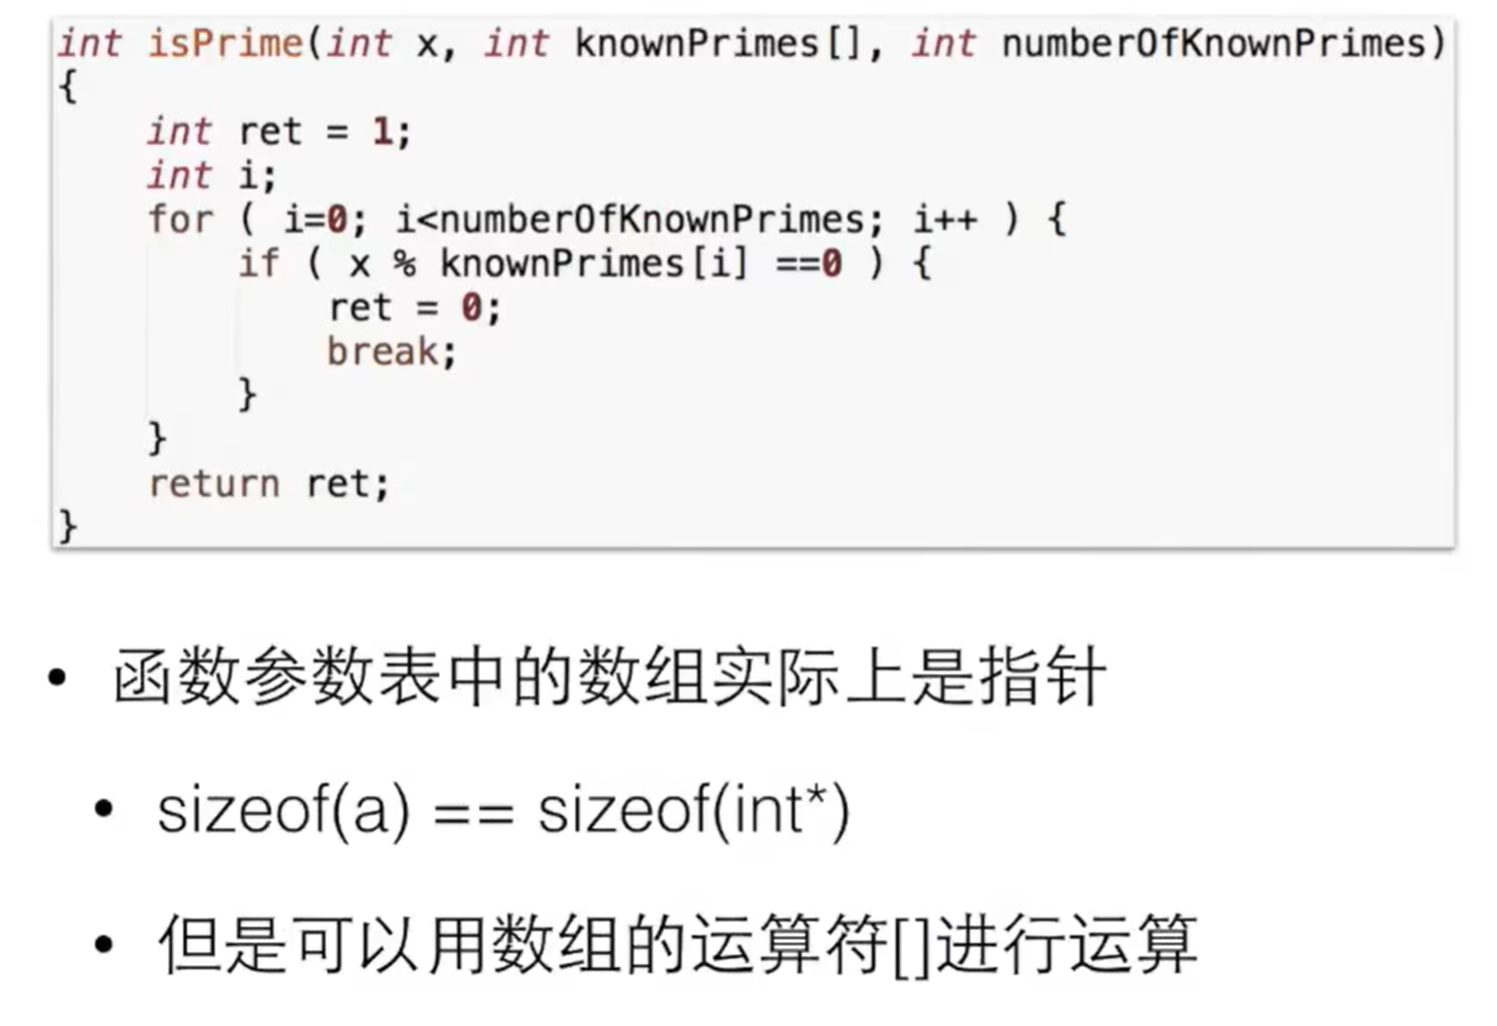 int isPrime(int x, int knownPrimes[], int numberOfKnownPrimes)
{
    int ret = 1;
    int i;
    for ( i=0; i<numberOfKnownPrimes; i++ ) {
        if ( x % knownPrimes[i] ==0 ) {
            ret = 0;
            break;
        }
    }
    return ret;
}
• 函数参数表中的数组实际上是指针
• sizeof(a) == sizeof(int*)
• 但是可以用数组的运算符[]进行运算